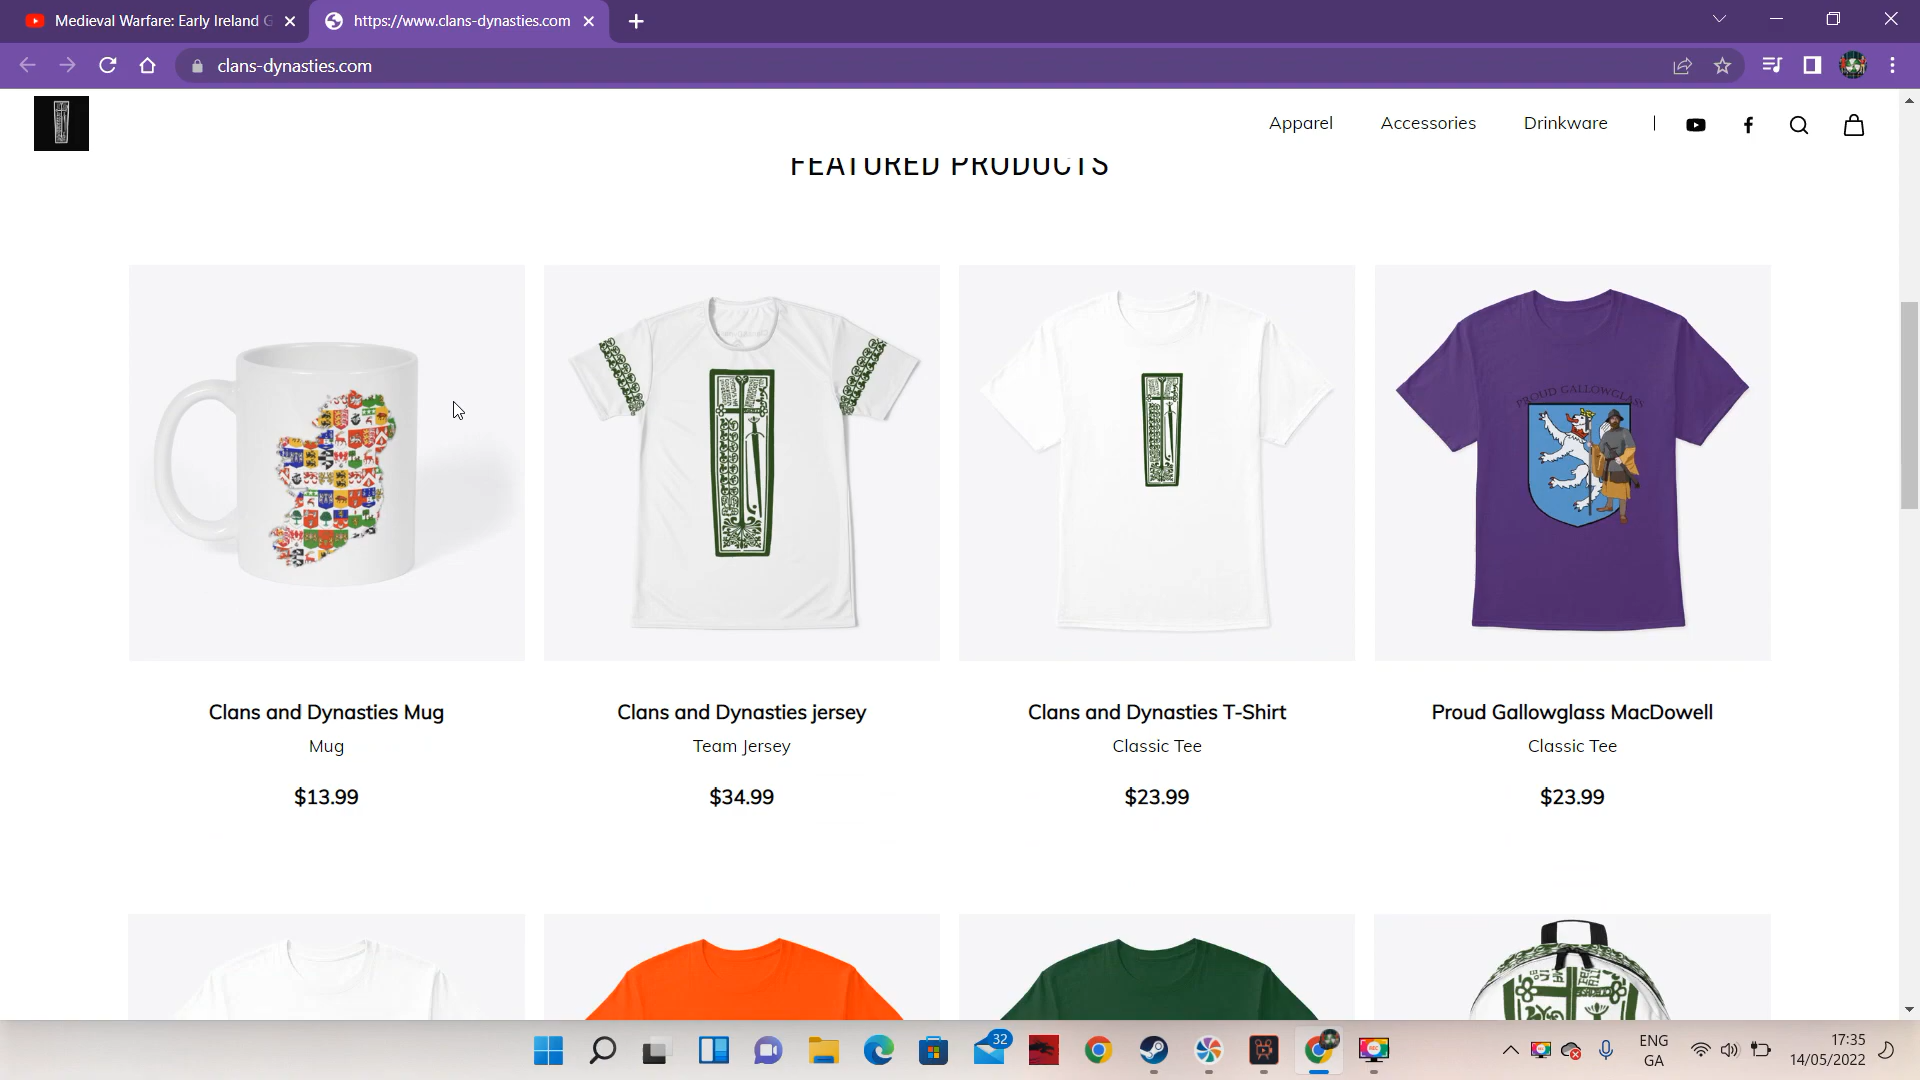 Medieval Warfare: Early Ireland G
https://www.clans-dynasties.com
clans-dynasties.com
Apparel
Accessories
Drinkware
FEATURED PRODUCTS
PROUD GALLOWGLASS
Clans and Dynasties Mug
Clans and Dynasties jersey
Clans and Dynasties T-Shirt
Proud Gallowglass MacDowell
Mug
Team Jersey
Classic Tee
Classic Tee
$13.99
$34.99
$23.99
$23.99
32
ENG
GA
17:35
14/05/2022